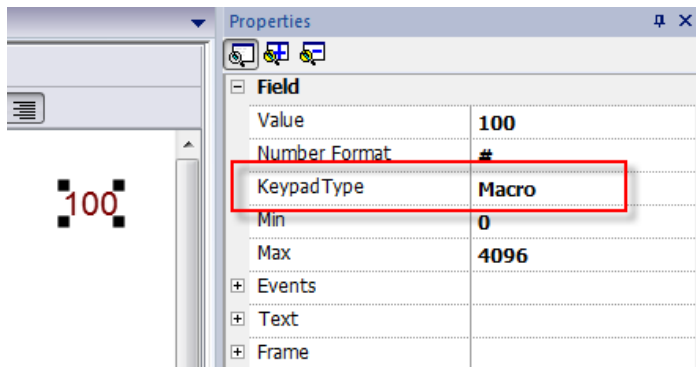 Properties
Field
Value 100
Number Format #
KeypadType Macro
Min 0
Max 4096
Events
Text
Frame
100